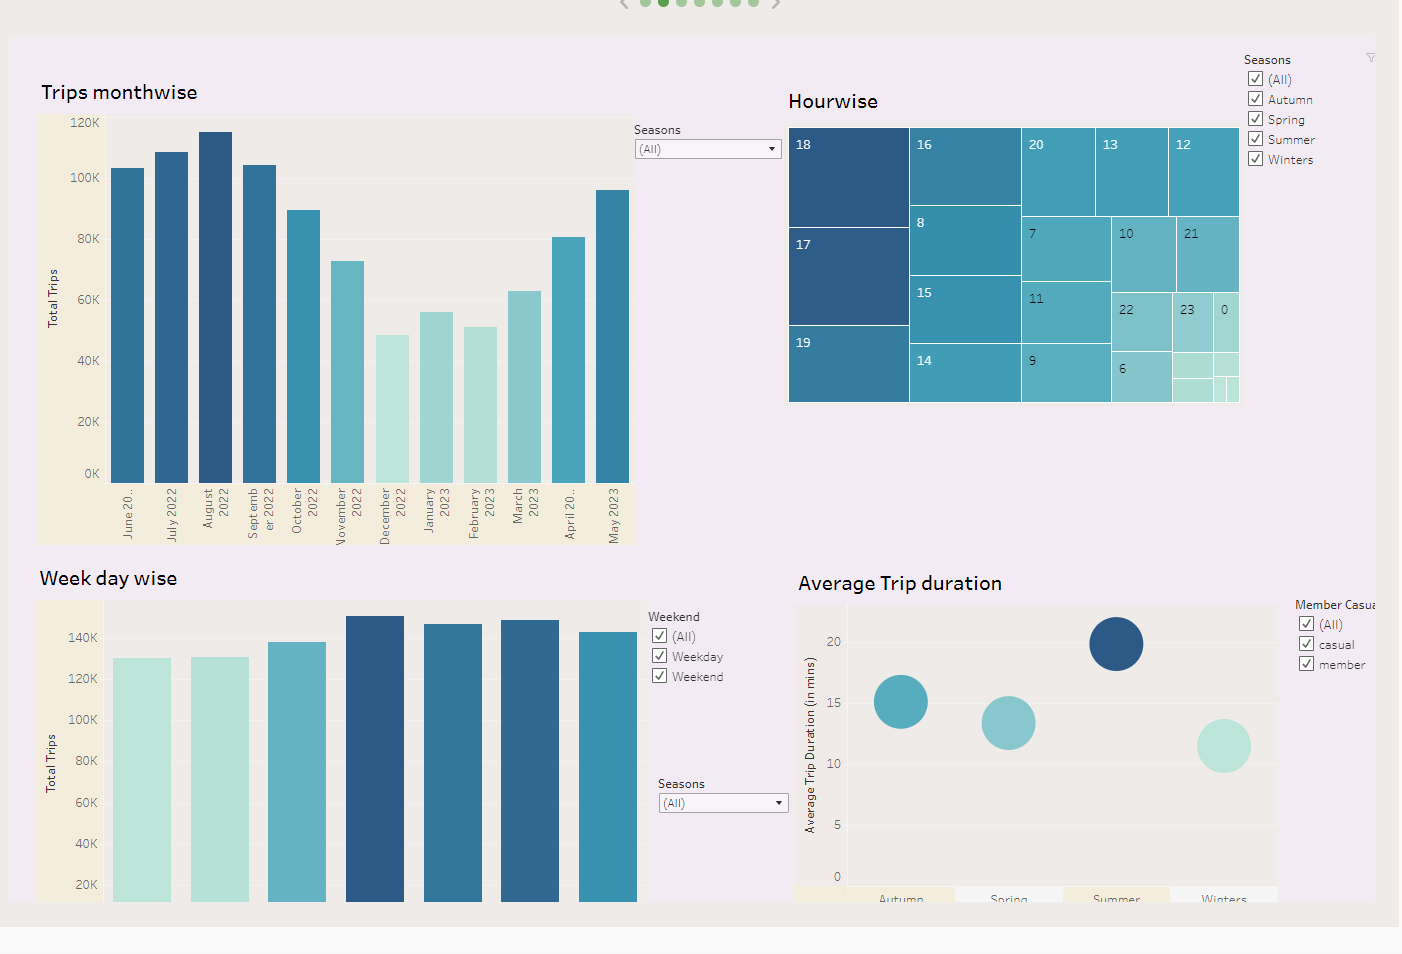 Trips monthwise
120K
100K
80K
60K
40K
20K
0K
Total Trips
June 20..
July 2022
August
2022
Septemb
er 2022
October
2022
November
2022
December
2022
January
2023
February
2023
March
2023
April 20..
May 2023
Seasons
(All)
Hourwise
18
17
19
16
8
15
14
20
13
12
7
10
21
11
9
22
23
0
6
Seasons
(All)
Autumn
Spring
Summer
Winters
Week day wise
140K
120K
100K
80K
60K
40K
20K
Total Trips
Weekend
(All)
Weekday
Weekend
Seasons
(All)
Average Trip duration
20
15
10
5
0
Average Trip Duration (in mins)
Autumn
Spring
Summer
Winters
Member Casua
(All)
casual
member